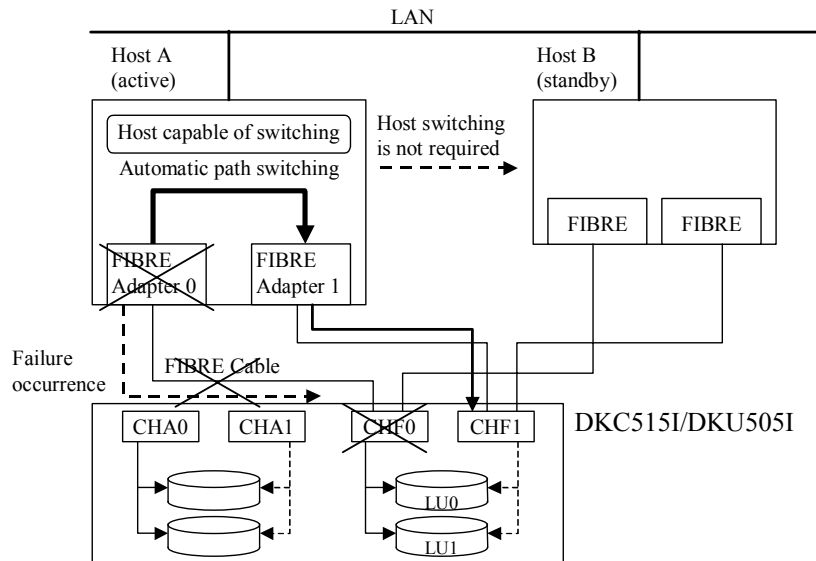 LAN
Host A
(active)
Host B
(standby)
Host capable of switching
Automatic path switching
Host switching
is not required
FIBRE
Adapter 0
FIBRE
Adapter 1
FIBRE
FIBRE
Failure
occurrence
FIBRE Cable
CHA0
CHA1
CHF0
CHF1
DKC515I/DKU505I
LU0
LU1